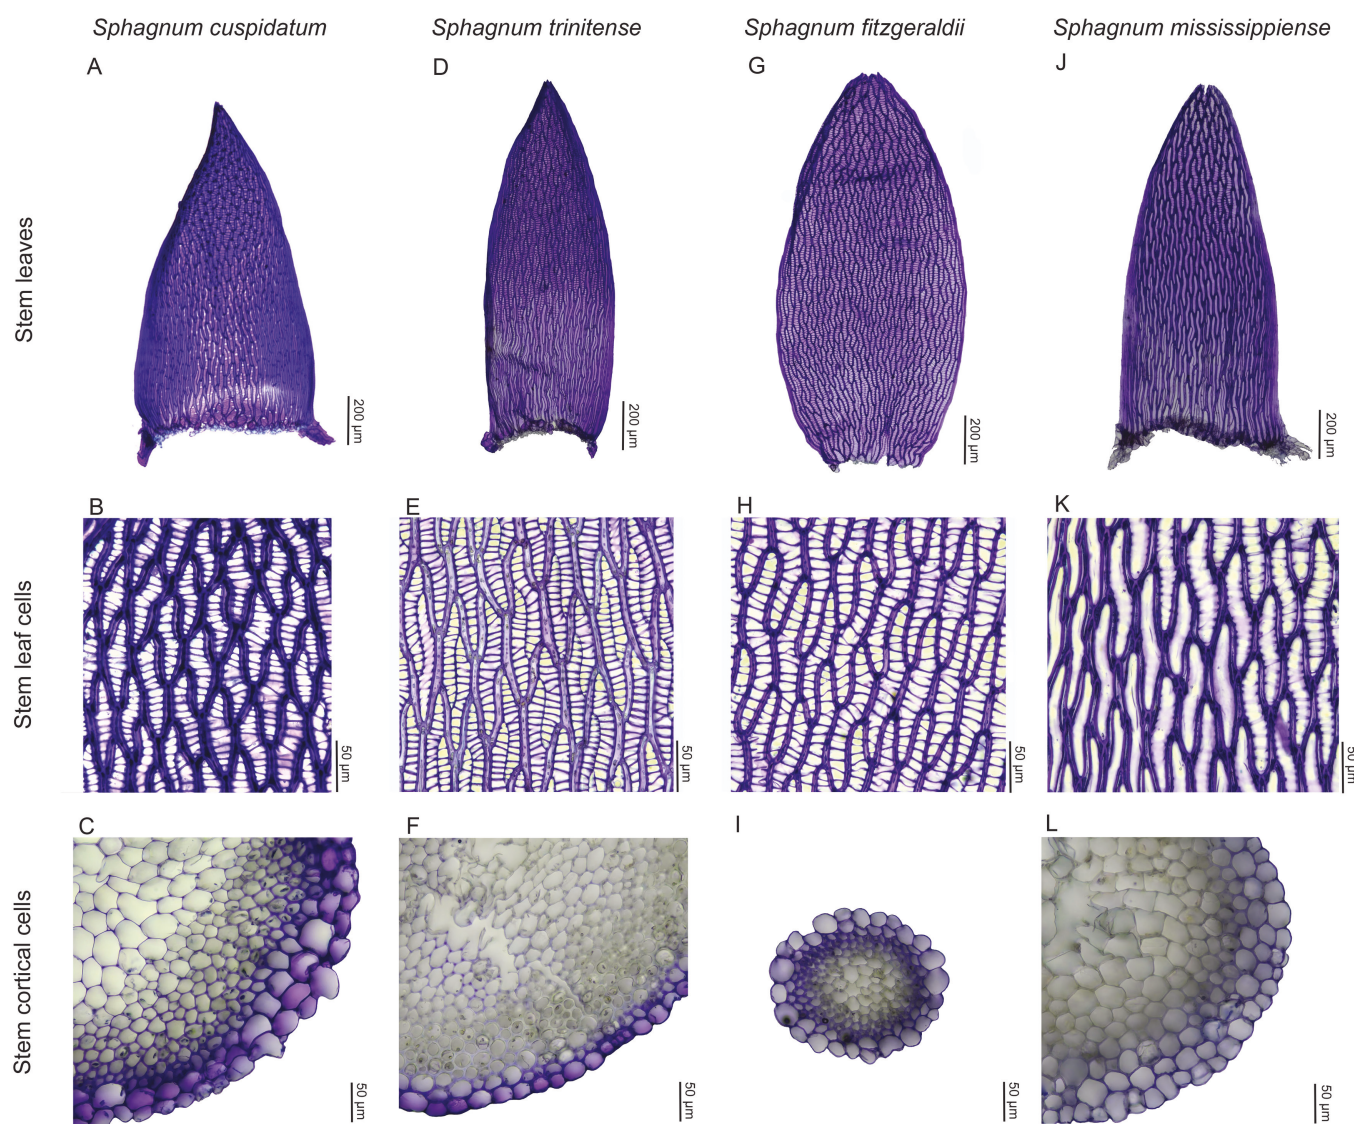 Sphagnum cuspidatum
Sphagnum trinitense
Sphagnum fitzgeraldii
Sphagnum mississippiense
A
D
G
J
Stem leaves
200 µm
200 µm
200 µm
200 µm
B
E
H
K
Stem leaf cells
50 µm
50 µm
50 µm
50 µm
C
F
I
L
Stem cortical cells
50 µm
50 µm
50 µm
50 µm